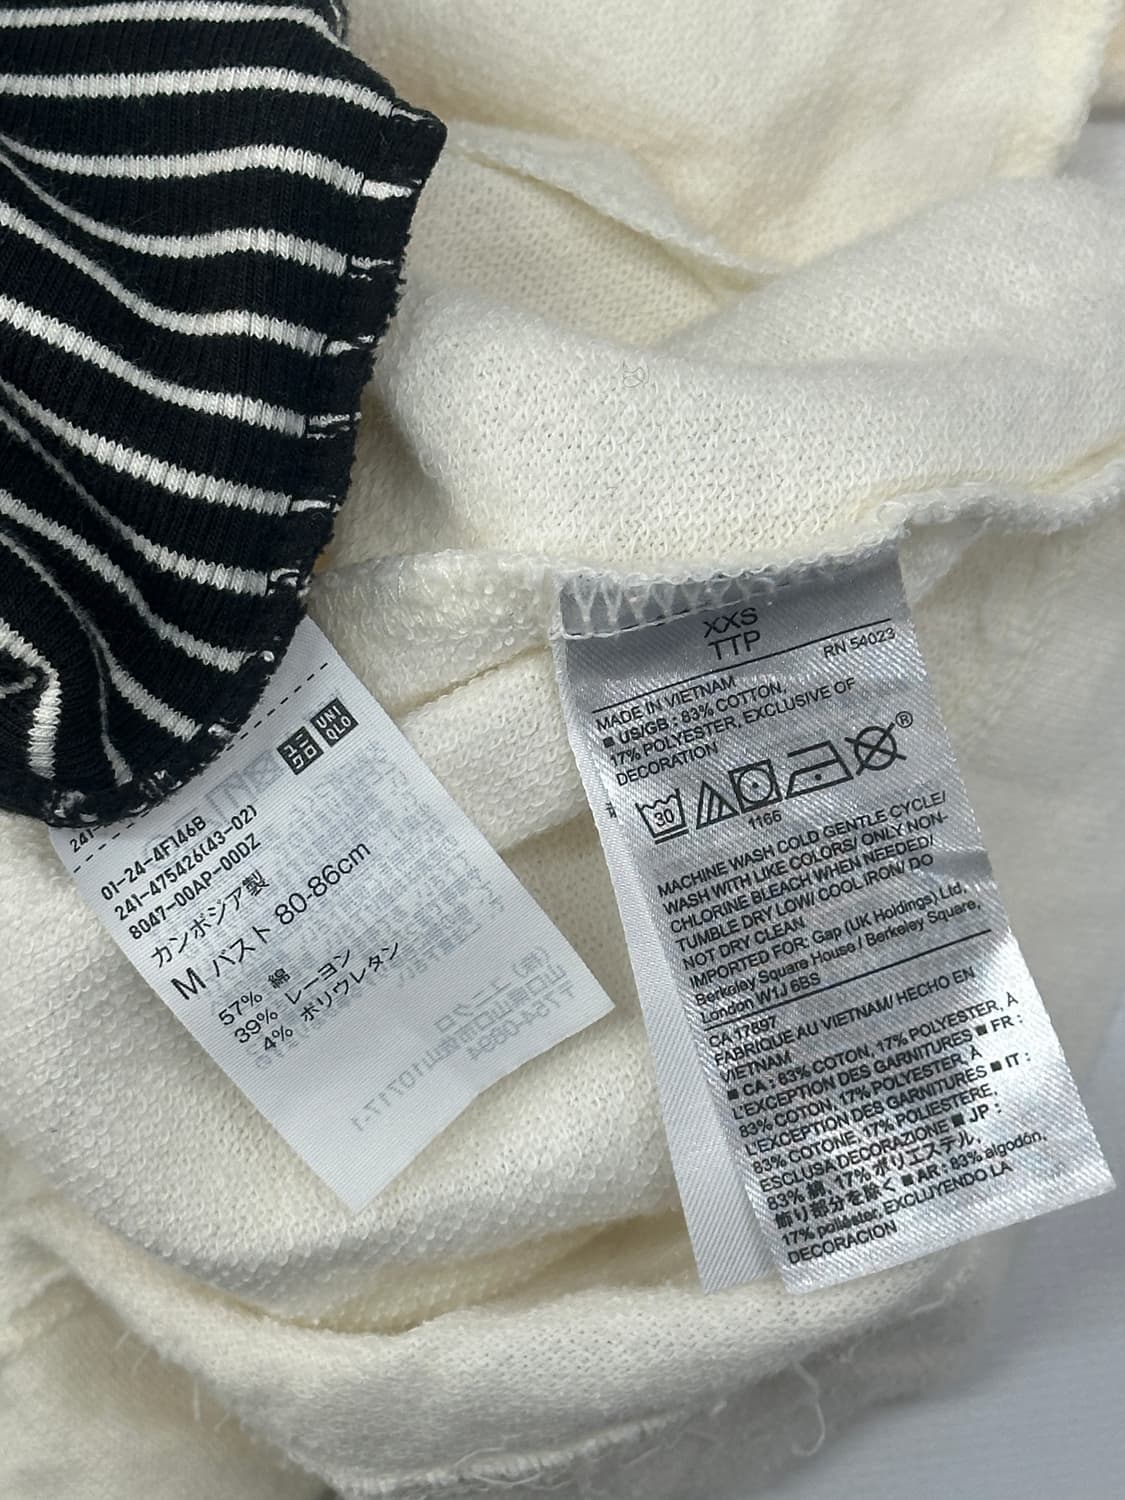 241-
ユニ
クロ
UNI
QLO
01-24-4F146B
241-475426(43-02)
8047-00AP-00DZ
カンボジア製
M バスト 80-86cm
57% 綿
39% レーヨン
4% ポリウレタン
XXS
TTP
RN 54023
MADE IN VIETNAM
■ US/GB : 83% COTTON,
17% POLYESTER, EXCLUSIVE OF
DECORATION
30
®
1166
MACHINE WASH COLD GENTLE CYCLE/
WASH WITH LIKE COLORS/ ONLY NON-
CHLORINE BLEACH WHEN NEEDED/
TUMBLE DRY LOW/ COOL IRON/ DO
NOT DRY CLEAN
IMPORTED FOR: Gap (UK Holdings) Ltd.
Berkeley Square House / Berkeley Square,
London W1J 6BS
CA 17897
FABRIQUE AU VIETNAM/ HECHO EN
VIETNAM
■ CA : 83% COTON, 17% POLYESTER, À
L'EXCEPTION DES GARNITURES ■ FR :
83% COTON, 17% POLYESTER, À
L'EXCEPTION DES GARNITURES ■ IT :
83% COTONE, 17% POLIESTERE,
ESCLUSA DECORAZIONE ■ JP :
83% 綿, 17% ポリエステル,
飾り部分を除く ■ AR : 83% algodón,
17% poliéster, EXCLUYENDO LA
DECORACION